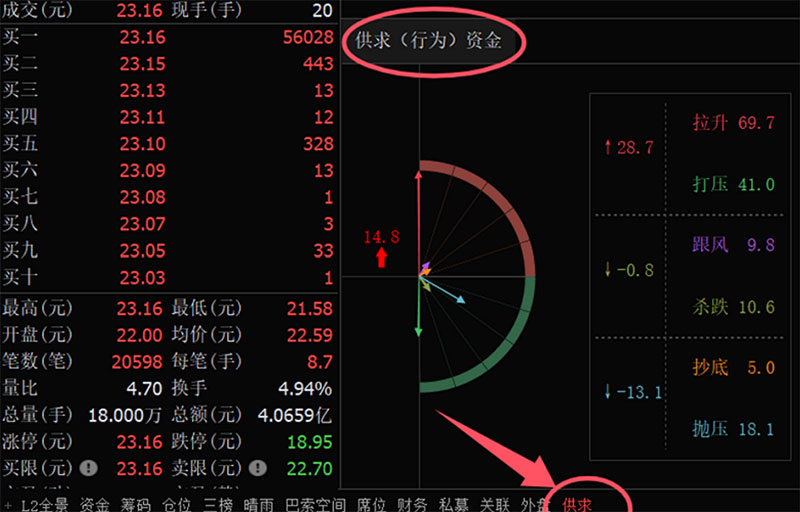 成交(元) 23.16 现手(手) 20
买一 23.16 56028
买二 23.15 443
买三 23.13 13
买四 23.11 12
买五 23.10 328
买六 23.09 13
买七 23.08 1
买八 23.07 3
买九 23.05 33
买十 23.03 1
最高(元) 23.16 最低(元) 21.58
开盘(元) 22.00 均价(元) 22.59
笔数(笔) 20598 每笔(手) 8.7
量比 4.70 换手 4.94%
总量(手) 18.000万 总额(元) 4.0659亿
涨停(元) 23.16 跌停(元) 18.95
买限(元) ! 23.16 卖限(元) ! 22.70
供求（行为）资金
14.8
↑28.7
拉升 69.7
打压 41.0
↓-0.8
跟风 9.8
杀跌 10.6
↓-13.1
抄底 5.0
抛压 18.1
+ L2全景 资金 筹码 仓位 三榜 晴雨 巴索空间 席位 财务 私募 关联 外盘 供求